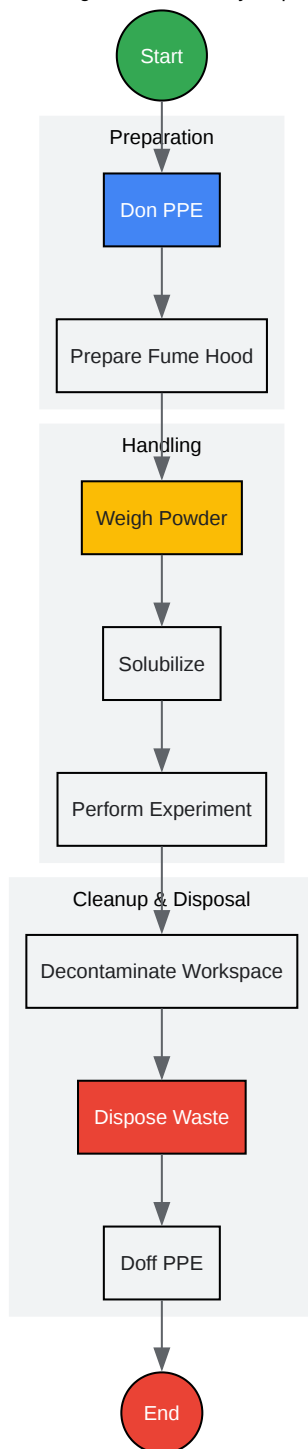 Start
Preparation
Don PPE
Prepare Fume Hood
Handling
Weigh Powder
Solubilize
Perform Experiment
Cleanup & Disposal
Decontaminate Workspace
Dispose Waste
Doff PPE
End